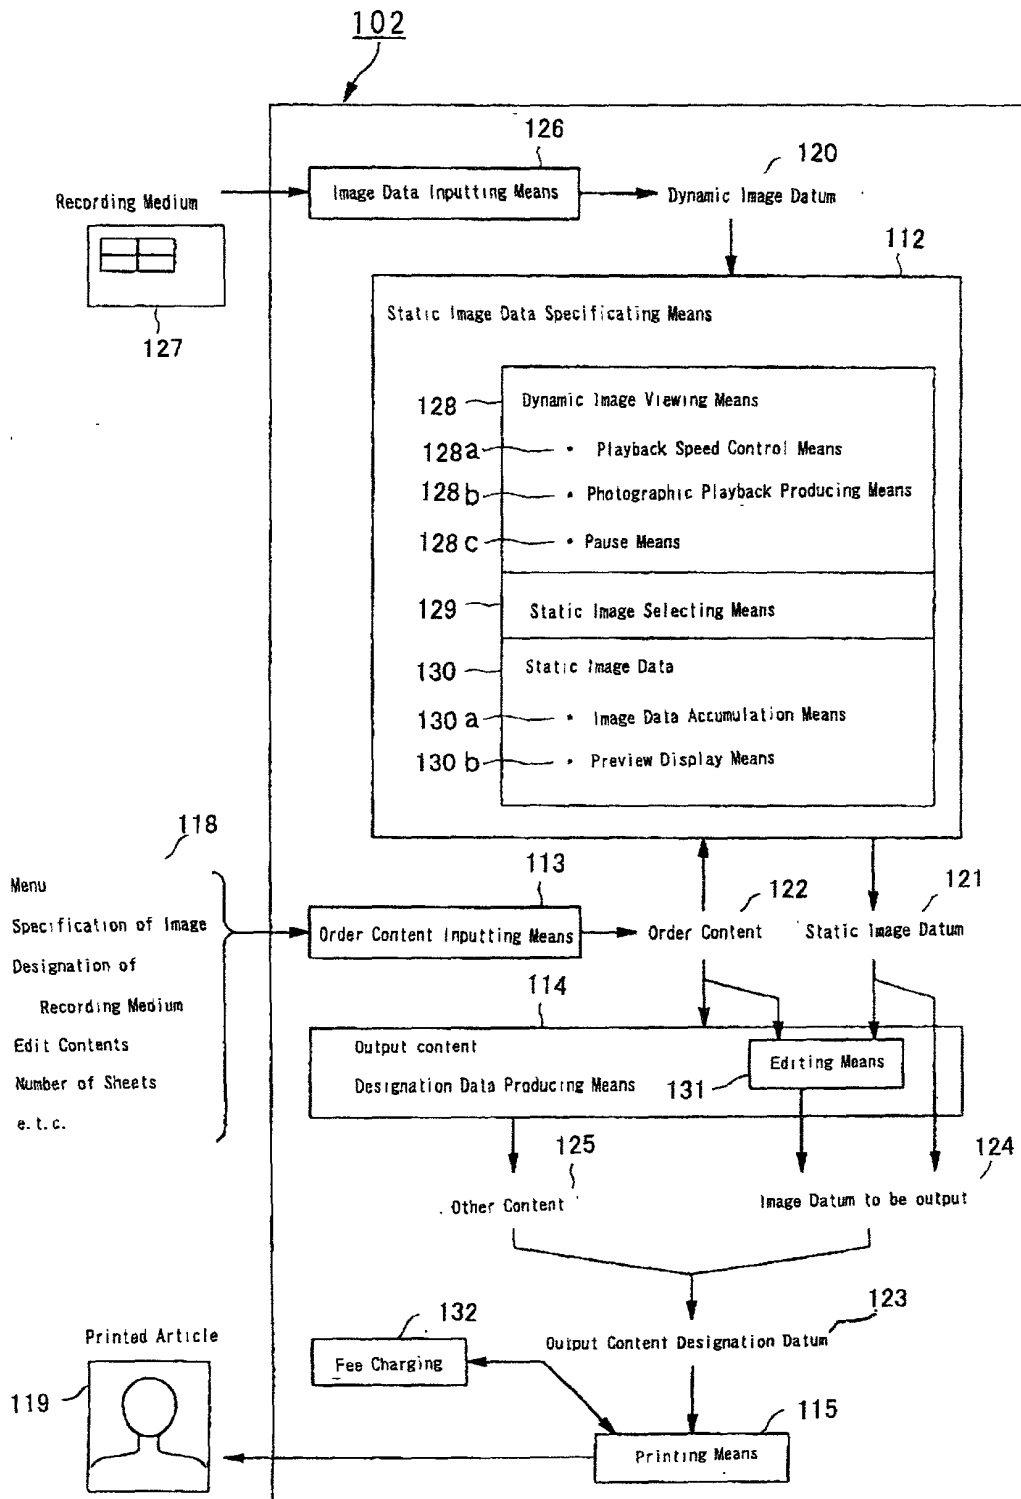 102
126
120
Image Data Inputting Means
Dynamic Image Datum
Recording Medium
127
112
Static Image Data Specificating Means
128
Dynamic Image Viewing Means
128a
• Playback Speed Control Means
128b
• Photographic Playback Producing Means
128c
• Pause Means
129
Static Image Selecting Means
130
Static Image Data
130a
• Image Data Accumulation Means
130b
• Preview Display Means
118
Menu
Specification of Image
Designation of
Recording Medium
Edit Contents
Number of Sheets
e.t.c.
113
Order Content Inputting Means
122
Order Content
121
Static Image Datum
114
Output content
Designation Data Producing Means
131
Editing Means
125
Other Content
124
Image Datum to be output
132
Fee Charging
123
Output Content Designation Datum
Printed Article
119
115
Printing Means